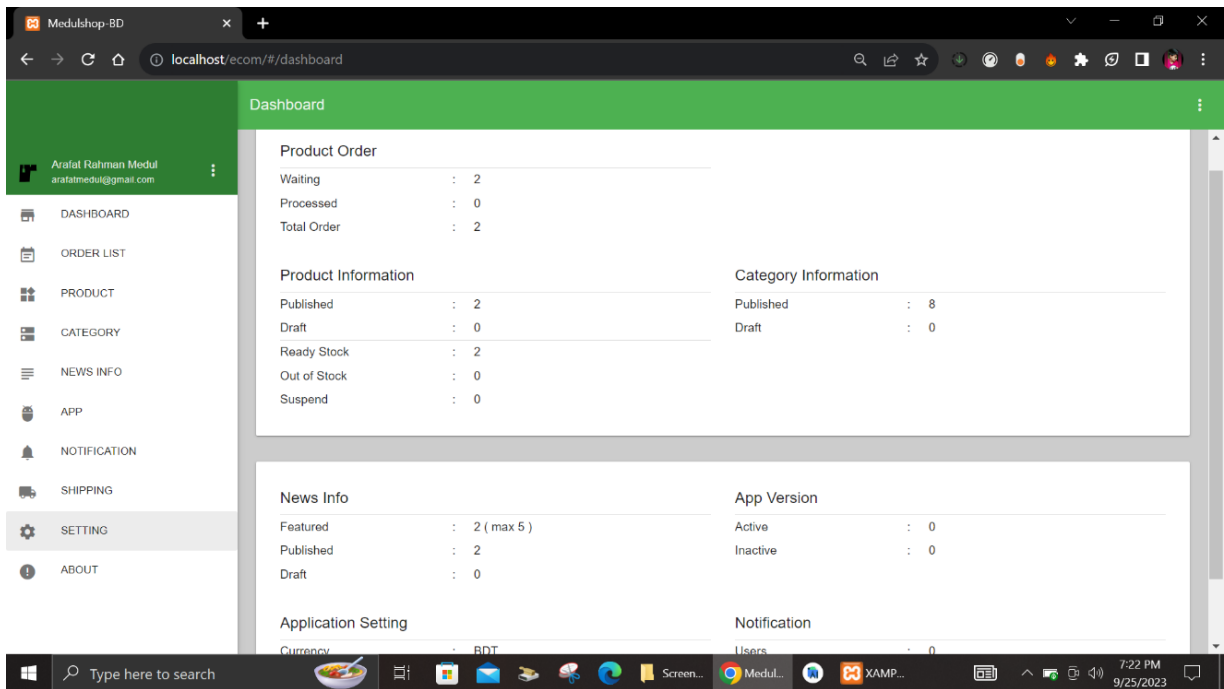 Medulshop-BD
localhost/ecom/#/dashboard
Dashboard
Arafat Rahman Medul
arafatmedul@gmail.com
DASHBOARD
ORDER LIST
PRODUCT
CATEGORY
NEWS INFO
APP
NOTIFICATION
SHIPPING
SETTING
ABOUT
Product Order
Waiting : 2
Processed : 0
Total Order : 2
Product Information
Published : 2
Draft : 0
Ready Stock : 2
Out of Stock : 0
Suspend : 0
Category Information
Published : 8
Draft : 0
News Info
Featured : 2 ( max 5 )
Published : 2
Draft : 0
App Version
Active : 0
Inactive : 0
Application Setting
Currency : BDT
Notification
Users : 0
Type here to search
Screen...
Medul...
XAMP...
7:22 PM
9/25/2023